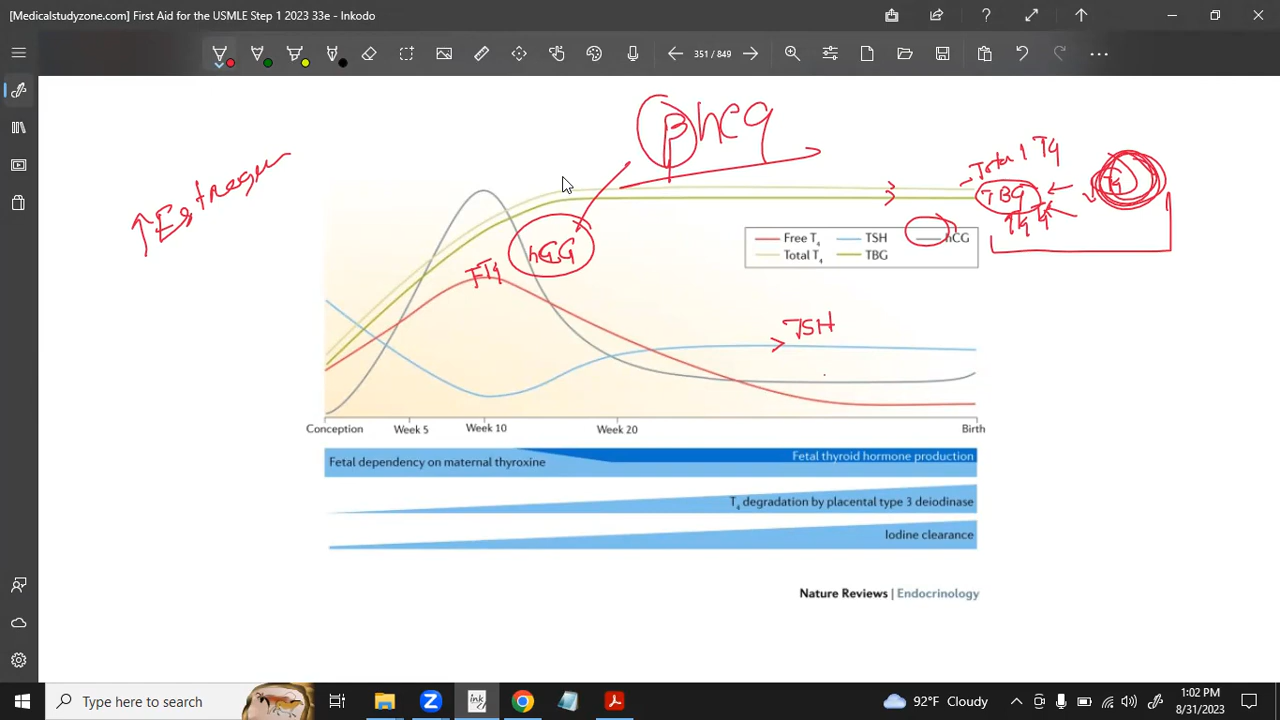 [Medicalstudyzone.com] First Aid for the USMLE Step 1 2023 33e - Inkodo
351 / 849
βhcg
↑Estrogen
Total T4
TBG
T4
hCG
FT4
Free T4
TSH
hCG
Total T4
TBG
TSH
Conception
Week 5
Week 10
Week 20
Birth
Fetal dependency on maternal thyroxine
Fetal thyroid hormone production
T4 degradation by placental type 3 deiodinase
Iodine clearance
Nature Reviews | Endocrinology
Type here to search
92°F Cloudy
1:02 PM
8/31/2023